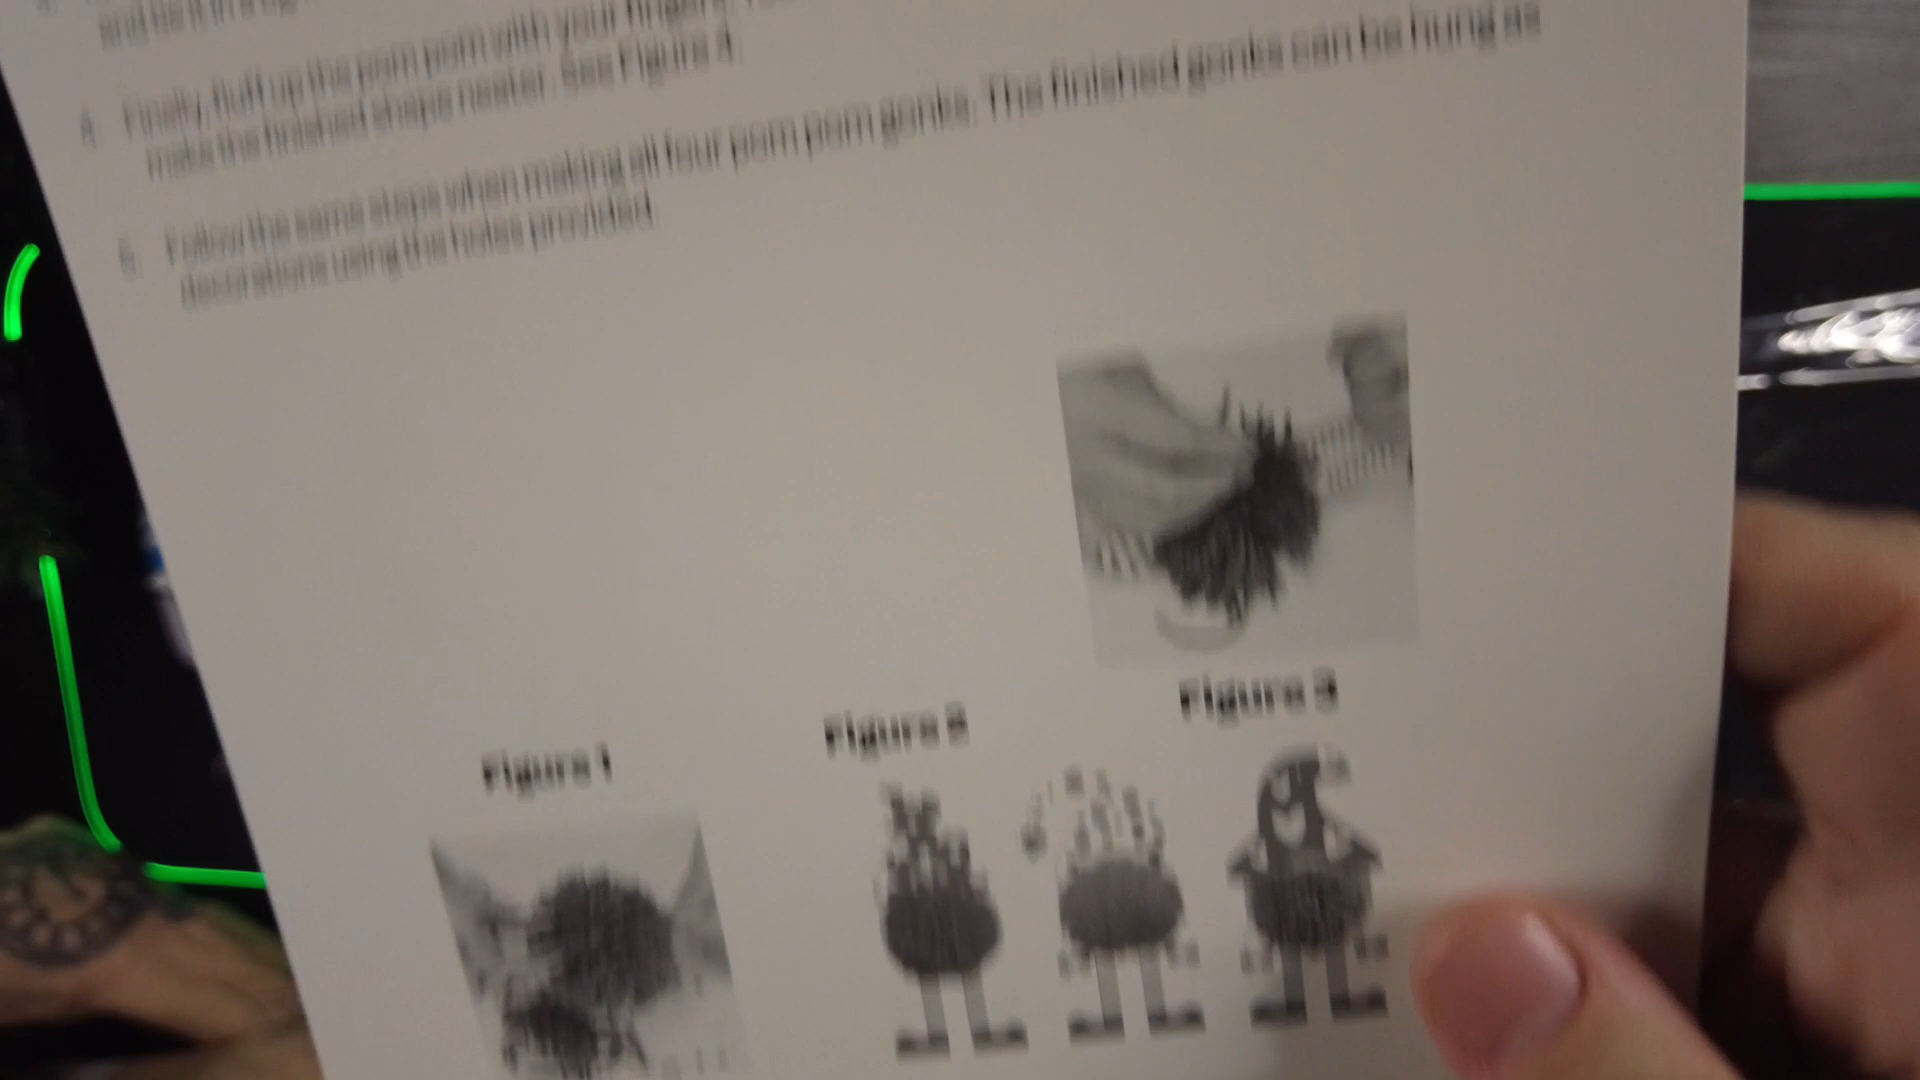 4. Finally, fluff up the pom pom with your fingers.
make the finished shape neater. See Figure 4.
5. Follow the same steps when making all four pom pom gonks. The finished gonks can be hung as
decorations using the holes provided.
Figure 3
Figure 2
Figure 1